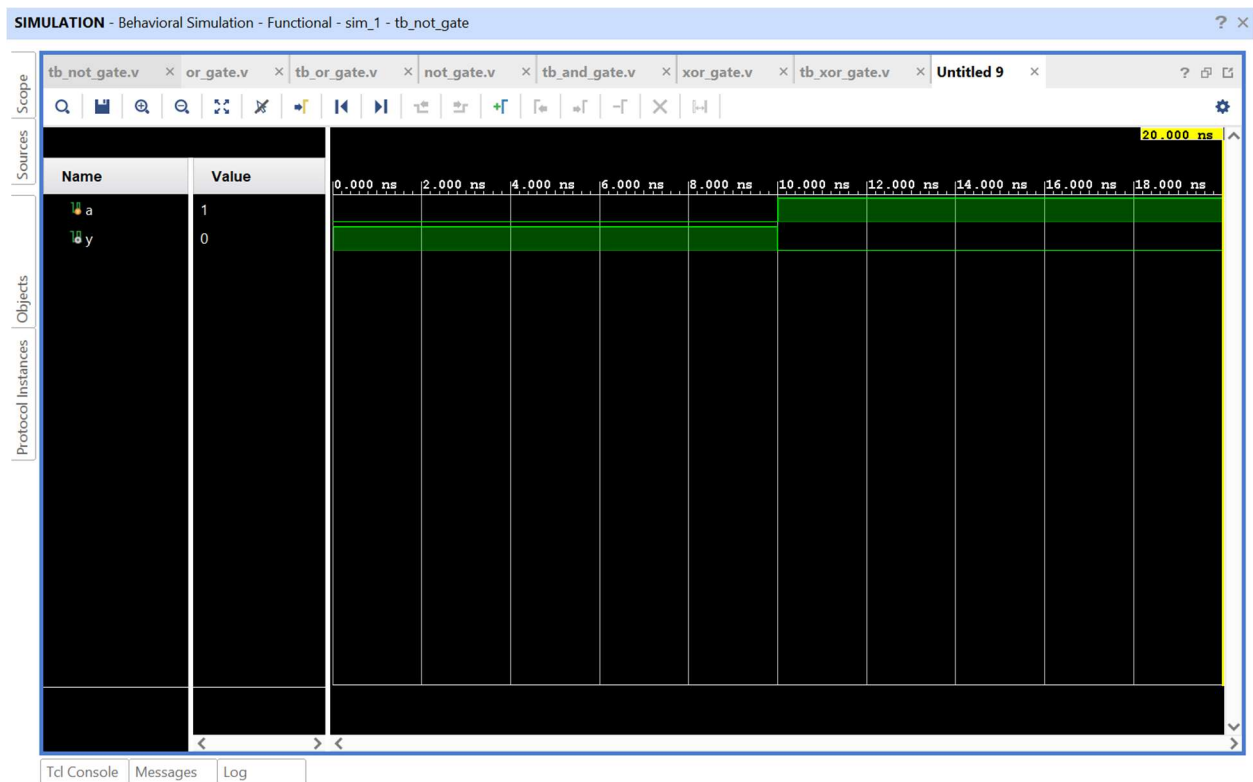 SIMULATION - Behavioral Simulation - Functional - sim_1 - tb_not_gate
tb_not_gate.v or_gate.v tb_or_gate.v not_gate.v tb_and_gate.v xor_gate.v tb_xor_gate.v Untitled 9
Scope
Sources
Objects
Protocol Instances
20.000 ns
Name Value
0.000 ns 2.000 ns 4.000 ns 6.000 ns 8.000 ns 10.000 ns 12.000 ns 14.000 ns 16.000 ns 18.000 ns
a 1
y 0
Tcl Console Messages Log